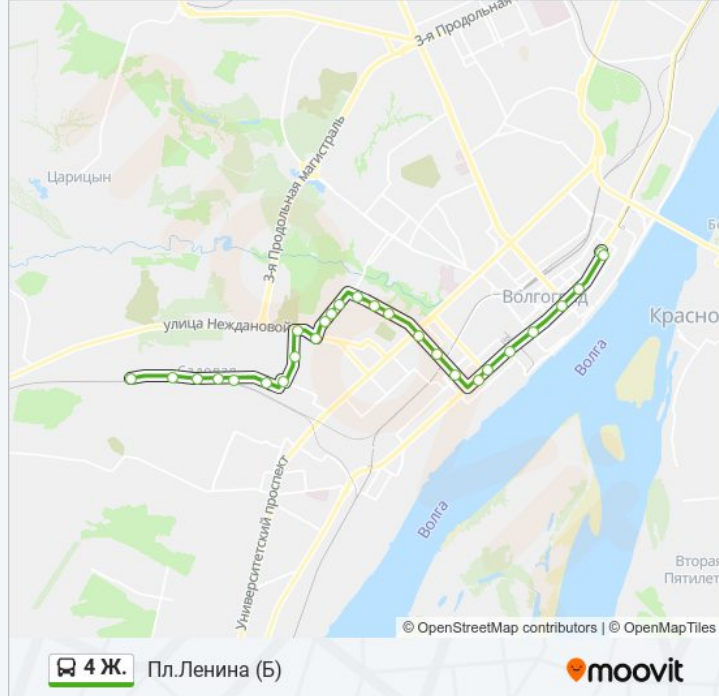 3-я Продольная
Царицын
3-я Продольная магистраль
Волгоград
Красно
улица Неждановой
Волга
Садовая
Университетский проспект
Волга
Вторая
Пятилет
© OpenStreetMap contributors | © OpenMapTiles
4 Ж.
Пл.Ленина (Б)
moovit